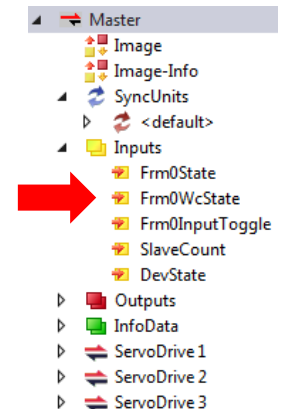 Master
Image
Image-Info
SyncUnits
<default>
Inputs
Frm0State
Frm0WcState
Frm0InputToggle
SlaveCount
DevState
Outputs
InfoData
ServoDrive 1
ServoDrive 2
ServoDrive 3